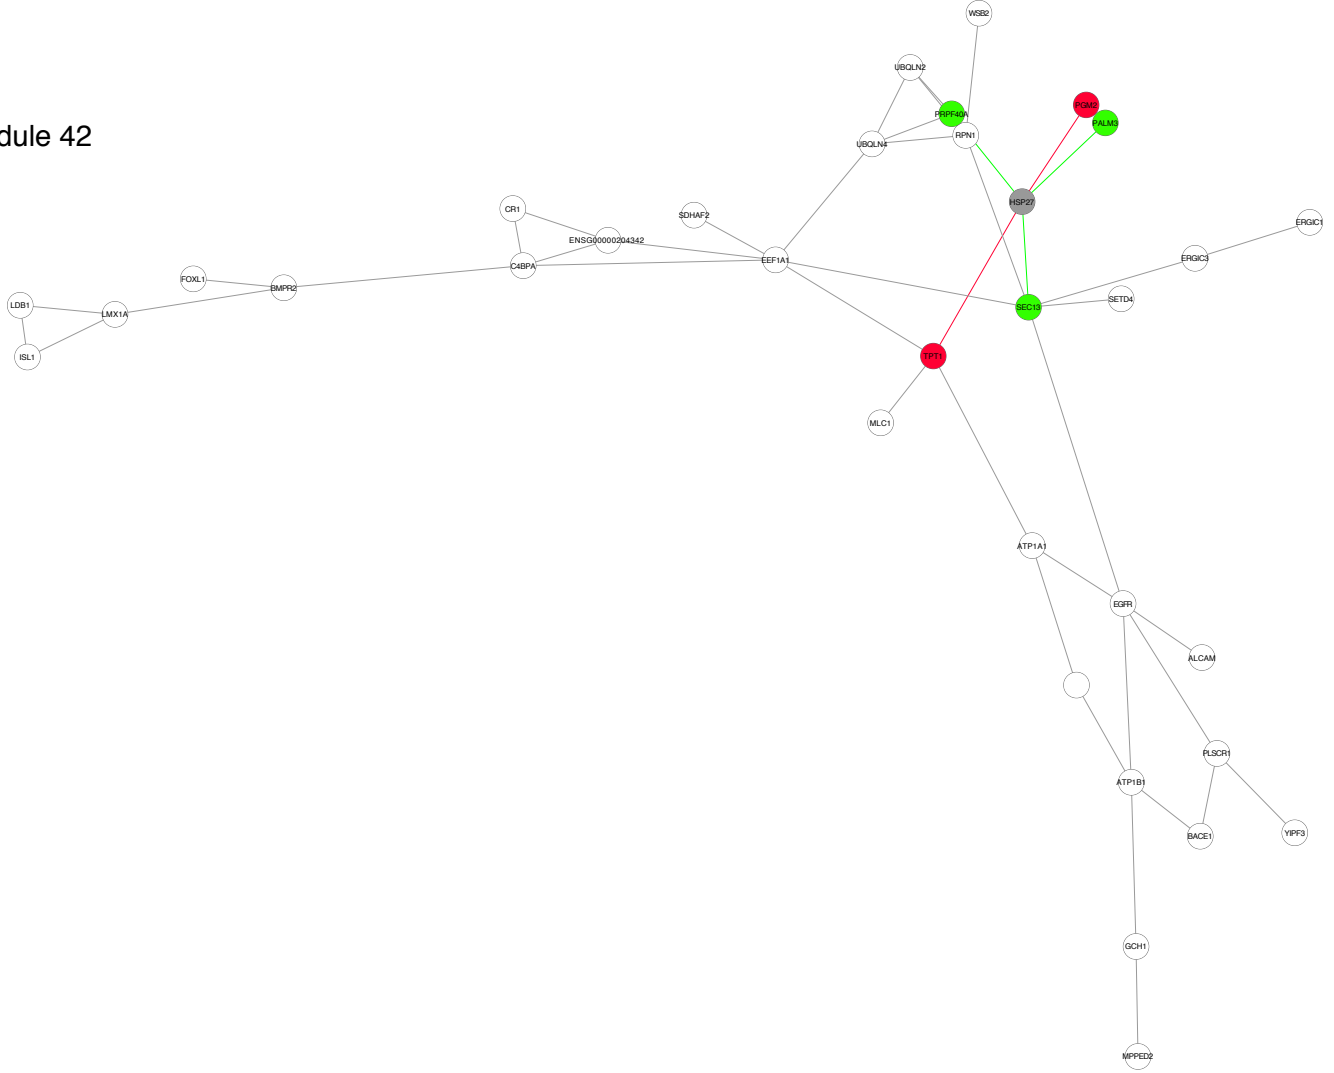 WSB2
UBQLN2
PGM2
PRPF40A
PALM3
dule 42
RPN1
UBQLN4
HSP27
CR1
SDHAF2
ERGIC1
ENSG00000204342
EEF1A1
ERGIC3
C4BPA
FOXL1
BMPR2
SETD4
LDB1
SEC13
LMX1A
ISL1
TPT1
MLC1
ATP1A1
EGFR
ALCAM
PLSCR1
ATP1B1
BACE1
YIPF3
GCH1
MPPED2